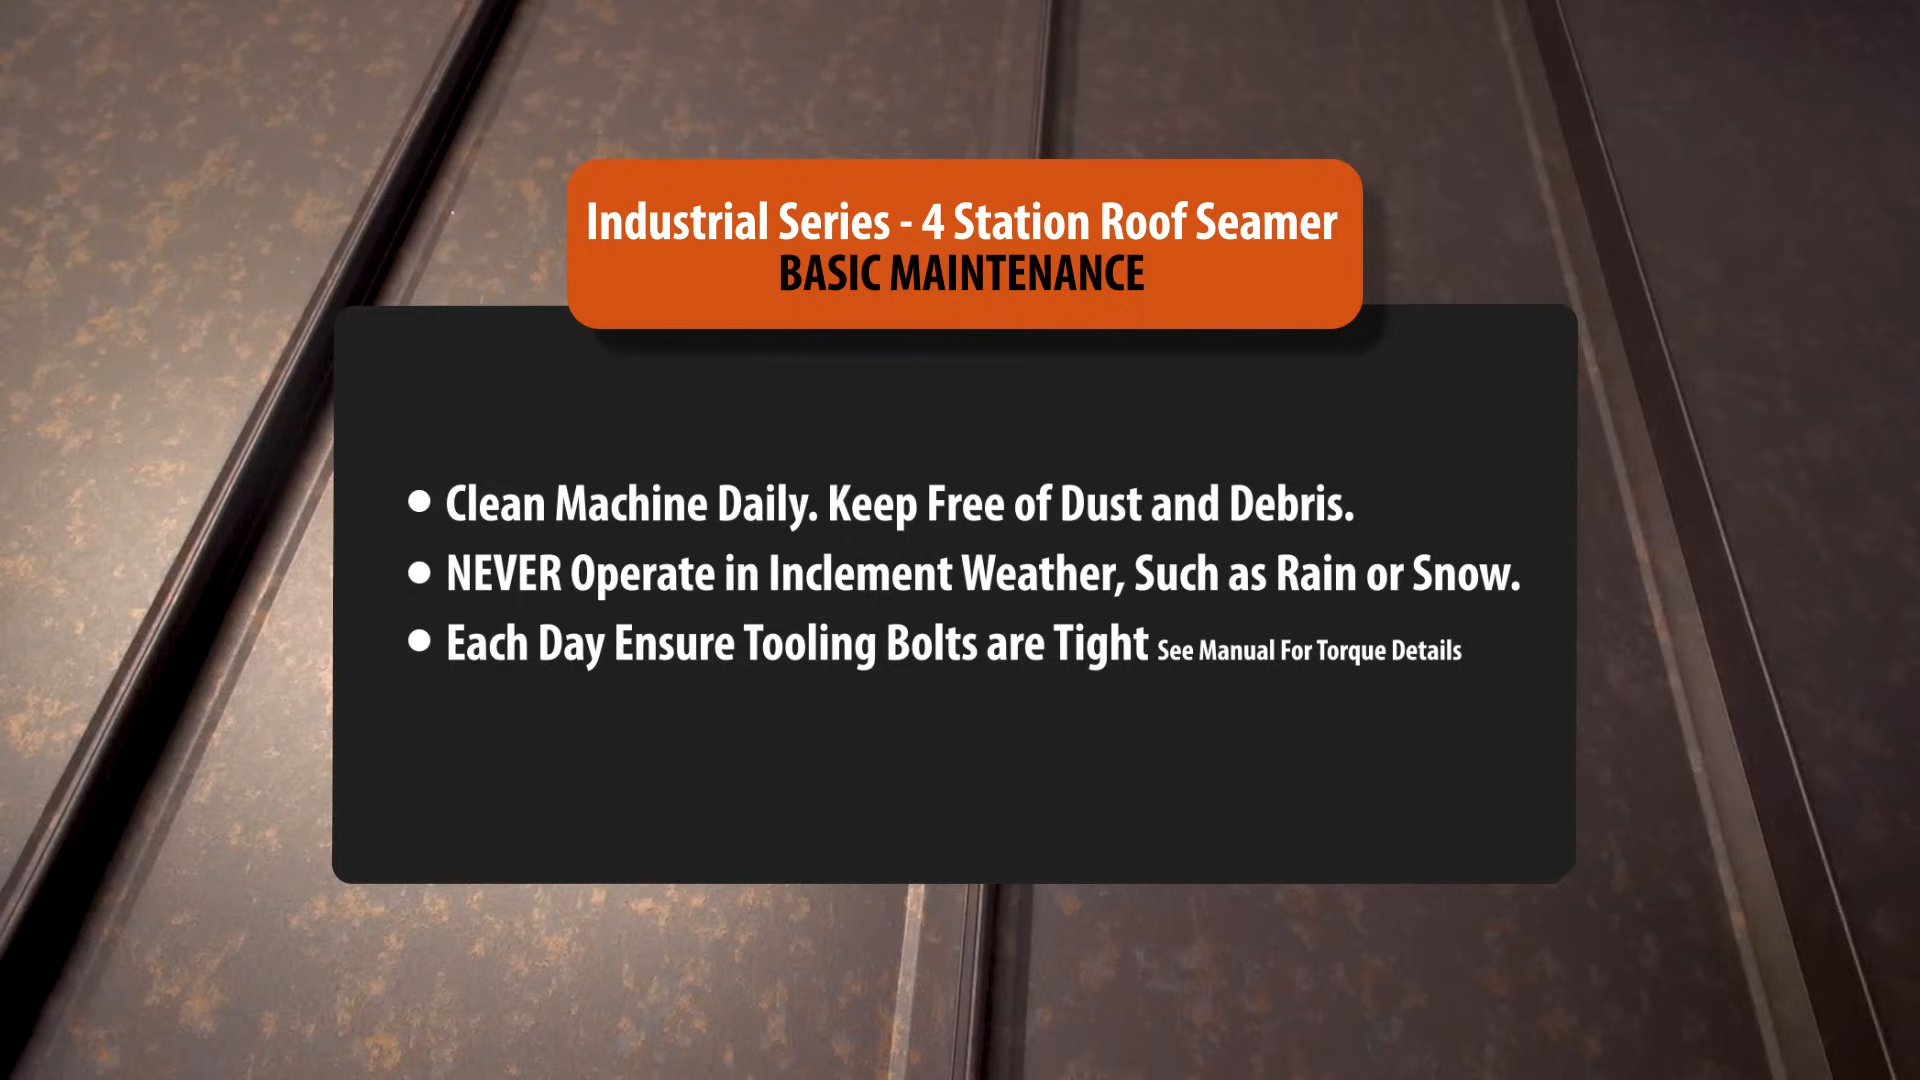 Industrial Series - 4 Station Roof Seamer
BASIC MAINTENANCE
• Clean Machine Daily. Keep Free of Dust and Debris.
• NEVER Operate in Inclement Weather, Such as Rain or Snow.
• Each Day Ensure Tooling Bolts are Tight See Manual For Torque Details